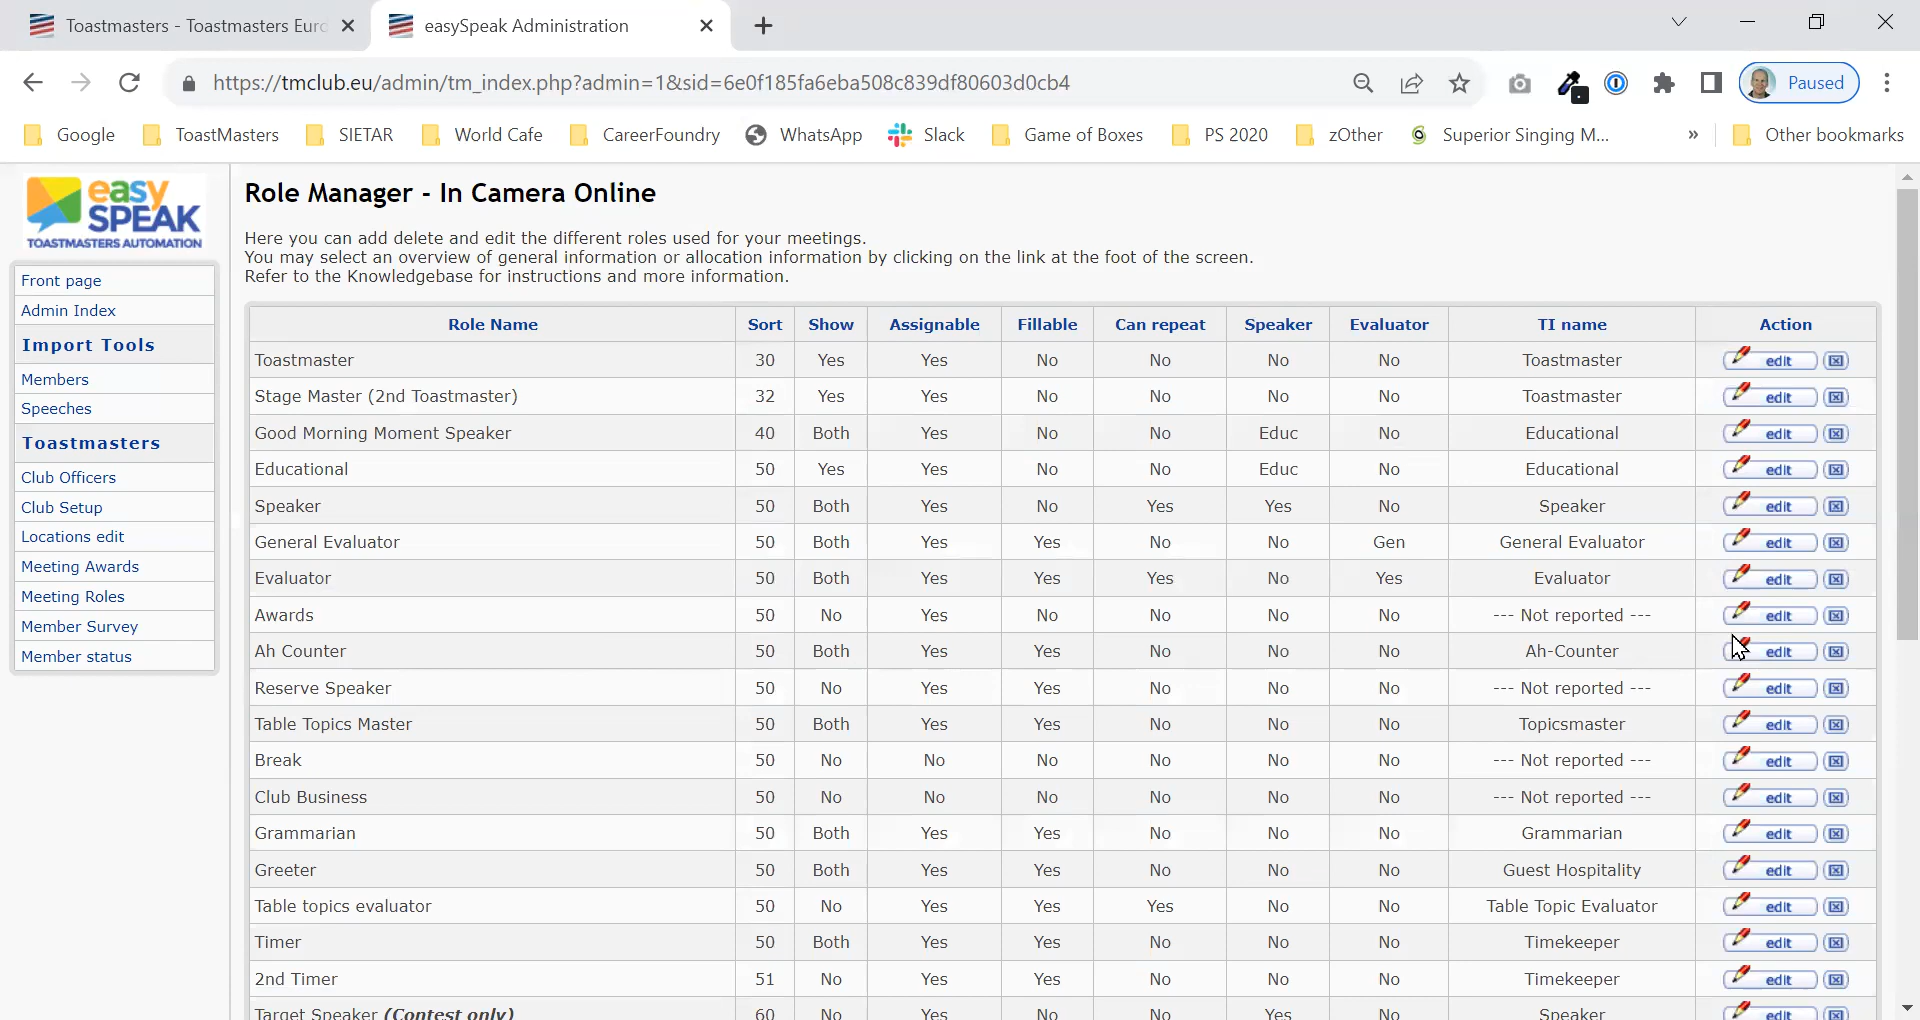 Toastmasters - Toastmasters Euro
easySpeak Administration
https://tmclub.eu/admin/tm_index.php?admin=1&sid=6e0f185fa6eba508c839df80603d0cb4
Paused
Google ToastMasters SIETAR World Cafe CareerFoundry WhatsApp Slack Game of Boxes PS 2020 zOther Superior Singing M... » Other bookmarks
easy
SPEAK
TOASTMASTERS AUTOMATION
Front page
Admin Index
Import Tools
Members
Speeches
Toastmasters
Club Officers
Club Setup
Locations edit
Meeting Awards
Meeting Roles
Member Survey
Member status
Role Manager - In Camera Online
Here you can add delete and edit the different roles used for your meetings.
You may select an overview of general information or allocation information by clicking on the link at the foot of the screen.
Refer to the Knowledgebase for instructions and more information.
Role Name Sort Show Assignable Fillable Can repeat Speaker Evaluator TI name Action
Toastmaster 30 Yes Yes No No No No Toastmaster edit
Stage Master (2nd Toastmaster) 32 Yes Yes No No No No Toastmaster edit
Good Morning Moment Speaker 40 Both Yes No No Educ No Educational edit
Educational 50 Yes Yes No No Educ No Educational edit
Speaker 50 Both Yes No Yes Yes No Speaker edit
General Evaluator 50 Both Yes Yes No No Gen General Evaluator edit
Evaluator 50 Both Yes Yes Yes No Yes Evaluator edit
Awards 50 No Yes No No No No --- Not reported --- edit
Ah Counter 50 Both Yes Yes No No No Ah-Counter edit
Reserve Speaker 50 No Yes Yes No No No --- Not reported --- edit
Table Topics Master 50 Both Yes Yes No No No Topicsmaster edit
Break 50 No No No No No No --- Not reported --- edit
Club Business 50 No No No No No No --- Not reported --- edit
Grammarian 50 Both Yes Yes No No No Grammarian edit
Greeter 50 Both Yes Yes No No No Guest Hospitality edit
Table topics evaluator 50 No Yes Yes Yes No No Table Topic Evaluator edit
Timer 50 Both Yes Yes No No No Timekeeper edit
2nd Timer 51 No Yes Yes No No No Timekeeper edit
Target Speaker (Contest only) 60 No Yes No No Yes No Speaker edit